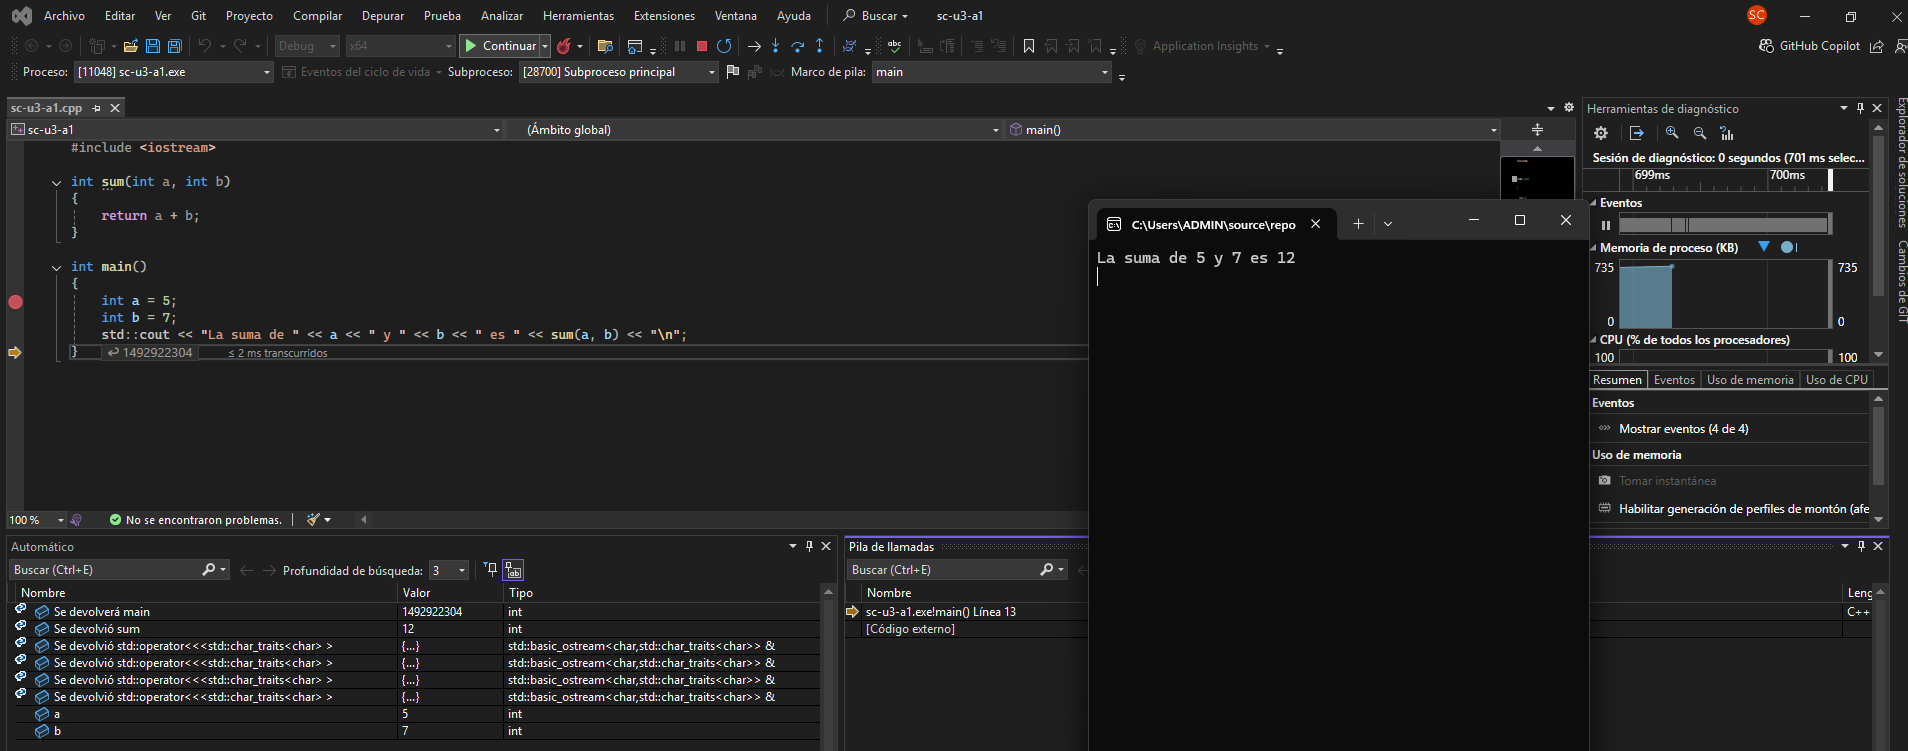 Archivo Editar Ver Git Proyecto Compilar Depurar Prueba Analizar Herramientas Extensiones Ventana Ayuda Buscar sc-u3-a1 SC
Debug x64 Continuar Application Insights GitHub Copilot
Proceso: [11048] sc-u3-a1.exe Eventos del ciclo de vida Subproceso: [28700] Subproceso principal Marco de pila: main
sc-u3-a1.cpp
sc-u3-a1 (Ámbito global) main()
#include <iostream>
int sum(int a, int b)
{
return a + b;
}
int main()
{
int a = 5;
int b = 7;
std::cout << "La suma de " << a << " y " << b << " es " << sum(a, b) << "\n";
} 1492922304 ≤ 2 ms transcurridos
100 % No se encontraron problemas.
C:\Users\ADMIN\source\repo
La suma de 5 y 7 es 12
Herramientas de diagnóstico
Sesión de diagnóstico: 0 segundos (701 ms selec...
699ms 700ms
Eventos
Memoria de proceso (KB)
735 735
0 0
CPU (% de todos los procesadores)
100 100
Resumen Eventos Uso de memoria Uso de CPU
Eventos
Mostrar eventos (4 de 4)
Uso de memoria
Tomar instantánea
Habilitar generación de perfiles de montón (afe
Explorador de soluciones
Cambios de GIT
Automático
Buscar (Ctrl+E) Profundidad de búsqueda: 3
Nombre Valor Tipo
Se devolverá main 1492922304 int
Se devolvió sum 12 int
Se devolvió std::operator<<<std::char_traits<char> > {...} std::basic_ostream<char,std::char_traits<char>> &
Se devolvió std::operator<<<std::char_traits<char> > {...} std::basic_ostream<char,std::char_traits<char>> &
Se devolvió std::operator<<<std::char_traits<char> > {...} std::basic_ostream<char,std::char_traits<char>> &
Se devolvió std::operator<<<std::char_traits<char> > {...} std::basic_ostream<char,std::char_traits<char>> &
a 5 int
b 7 int
Pila de llamadas
Buscar (Ctrl+E)
Nombre Leng
sc-u3-a1.exe!main() Línea 13 C++
[Código externo]